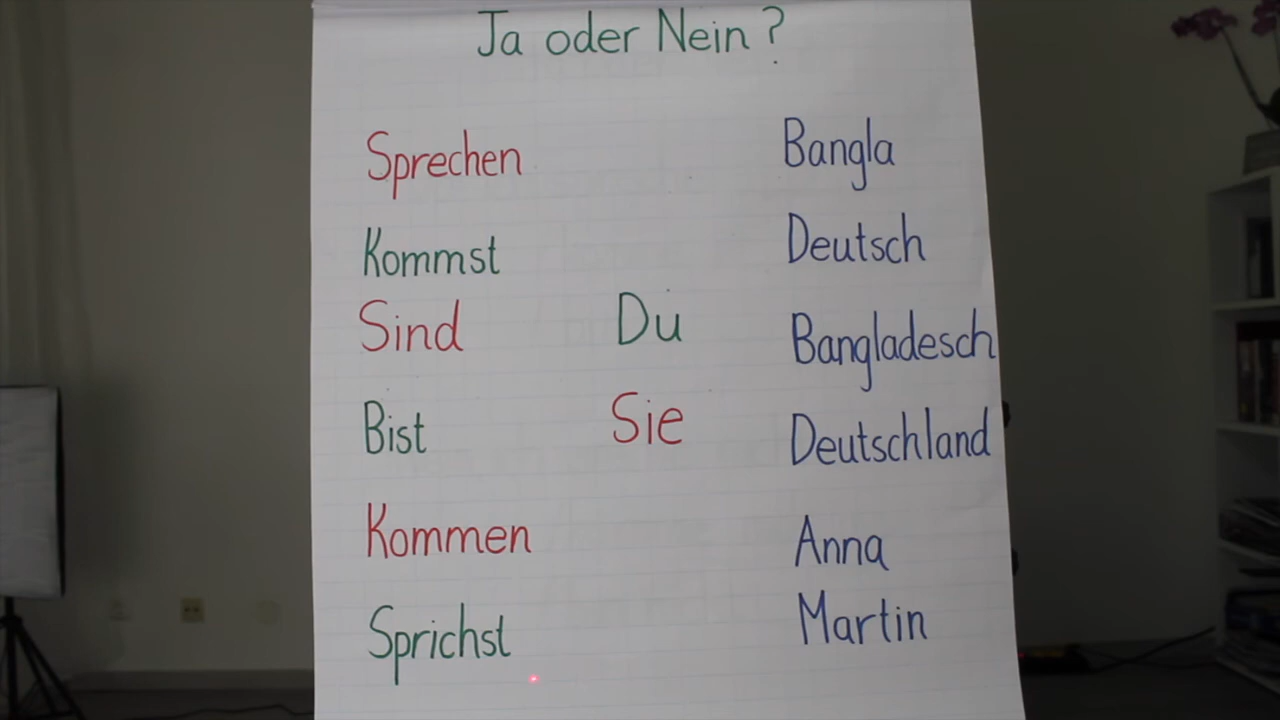 Ja oder Nein?
Sprechen
Kommst
Sind
Bist
Kommen
Sprichst
Du
Sie
Bangla
Deutsch
Bangladesch
Deutschland
Anna
Martin